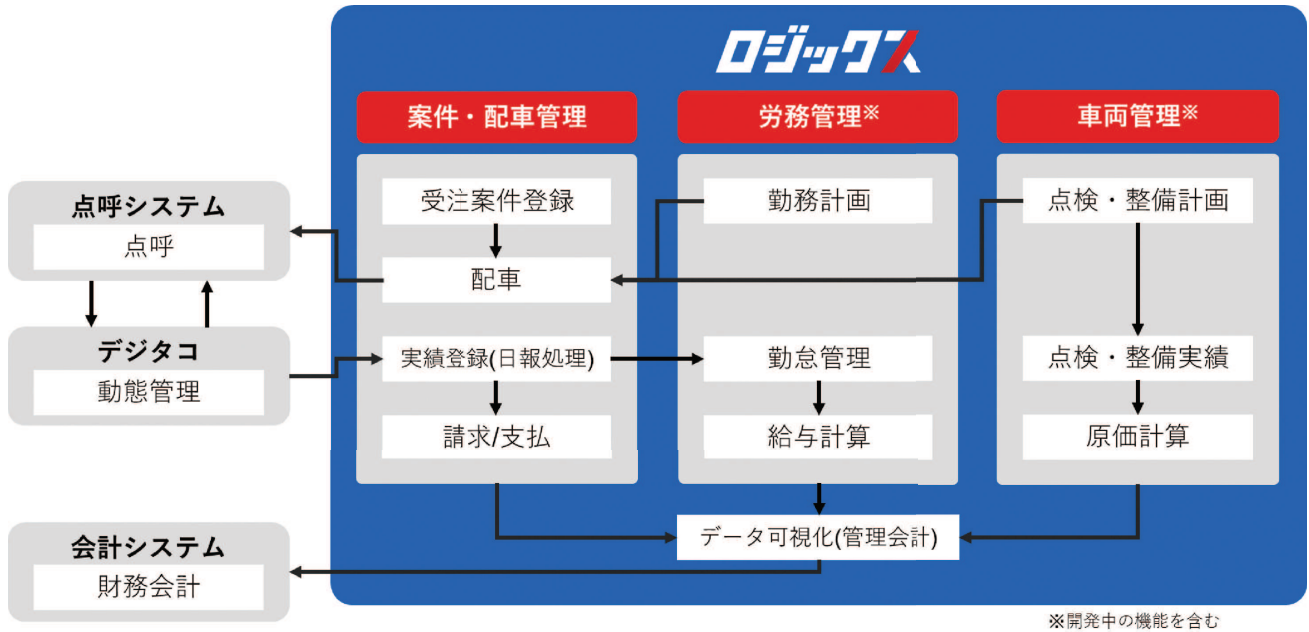 ロジックス
案件・配車管理
受注案件登録
配車
実績登録(日報処理)
請求/支払
労務管理※
勤務計画
勤怠管理
給与計算
車両管理※
点検・整備計画
点検・整備実績
原価計算
データ可視化(管理会計)
点呼システム
点呼
デジタコ
動態管理
会計システム
財務会計
※開発中の機能を含む